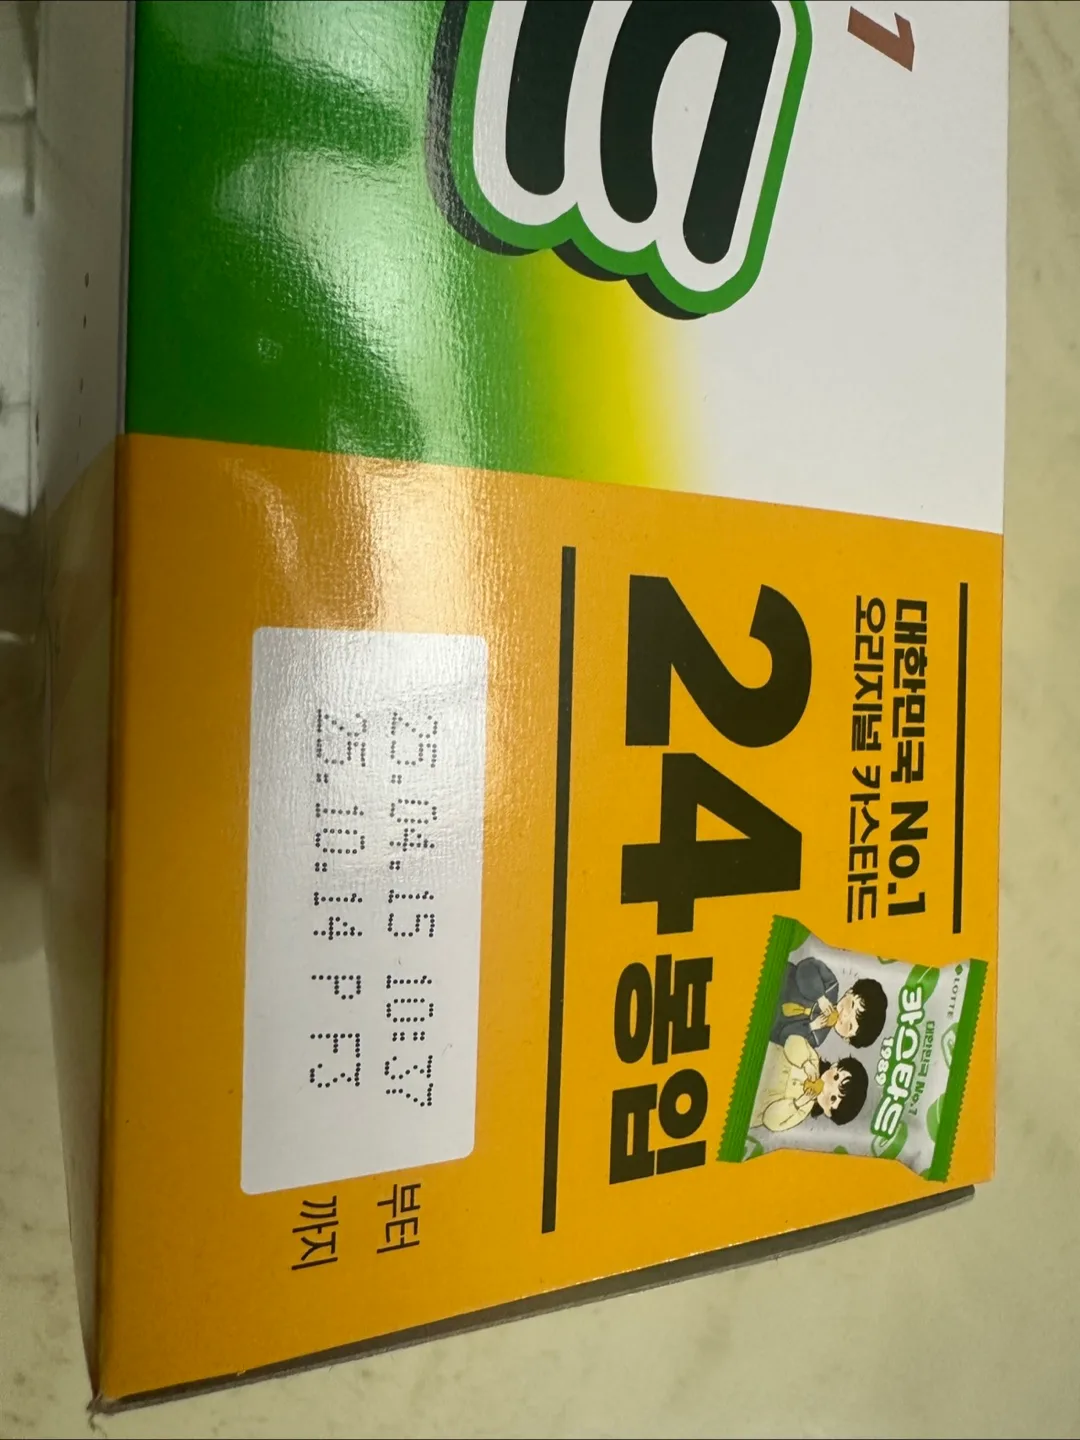 1
대한민국 No.1
오리지널 카스타드
24봉입
LOTTE
대한민국 No.1
카스타드
1989
25.04.15 10:37 부터
25.10.14 P F3 까지